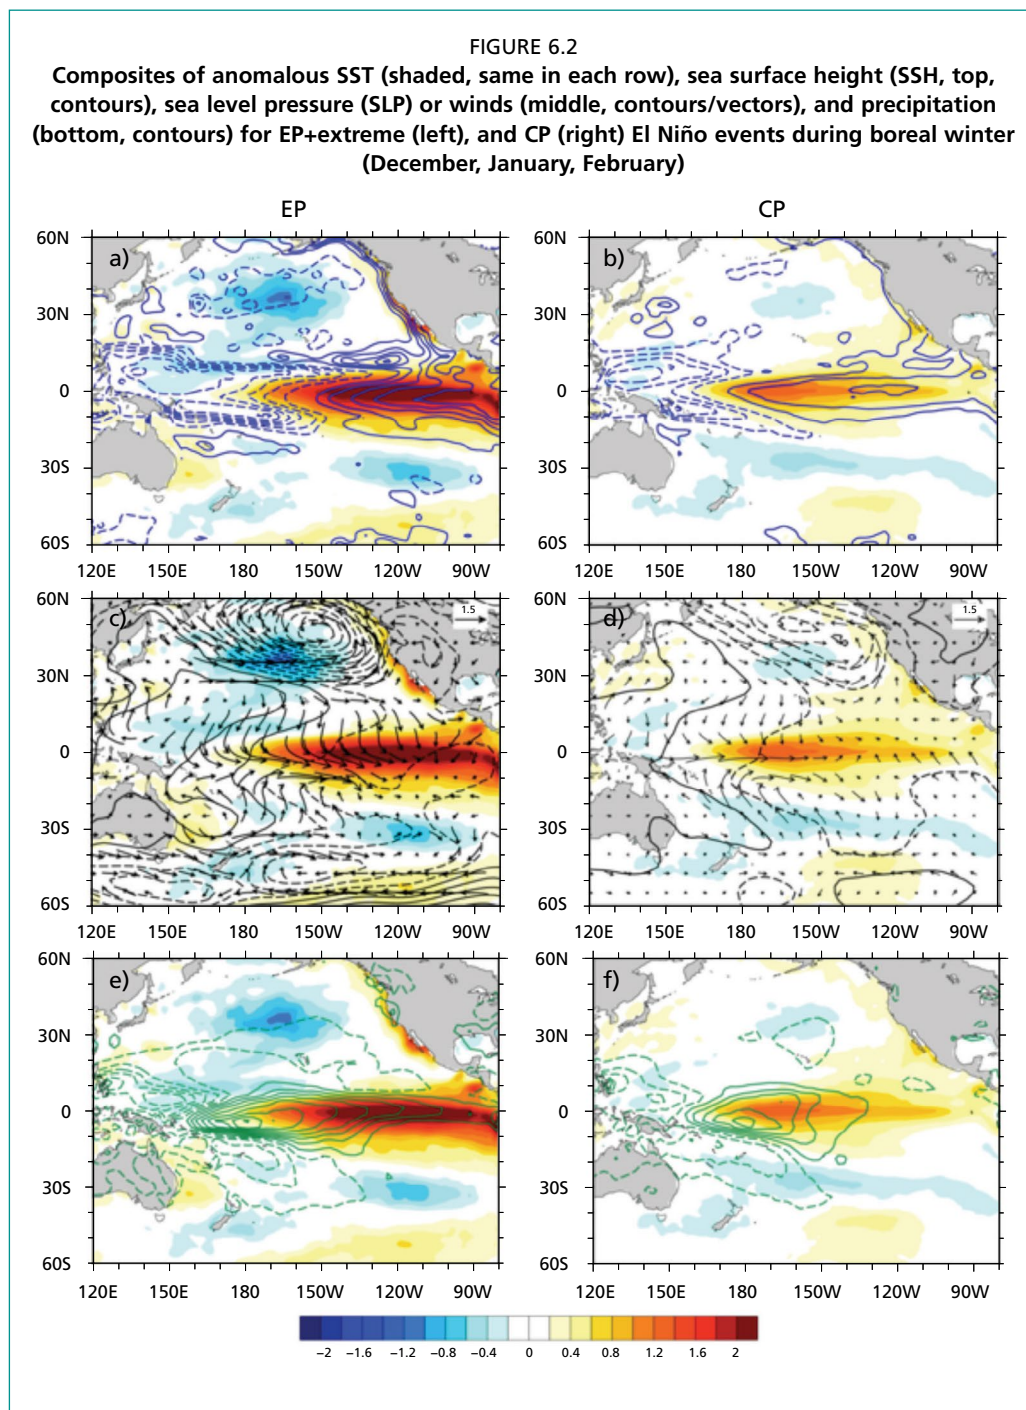 FIGURE 6.2
Composites of anomalous SST (shaded, same in each row), sea surface height (SSH, top,
contours), sea level pressure (SLP) or winds (middle, contours/vectors), and precipitation
(bottom, contours) for EP+extreme (left), and CP (right) El Niño events during boreal winter
(December, January, February)
EP CP
a) b)
60N 60N
30N 30N
0 0
30S 30S
60S 60S
120E 150E 180 150W 120W 90W 120E 150E 180 150W 120W 90W
c) 1.5 d) 1.5
60N 60N
30N 30N
0 0
30S 30S
60S 60S
120E 150E 180 150W 120W 90W 120E 150E 180 150W 120W 90W
e) f)
60N 60N
30N 30N
0 0
30S 30S
60S 60S
120E 150E 180 150W 120W 90W 120E 150E 180 150W 120W 90W
−2 −1.6 −1.2 −0.8 −0.4 0 0.4 0.8 1.2 1.6 2